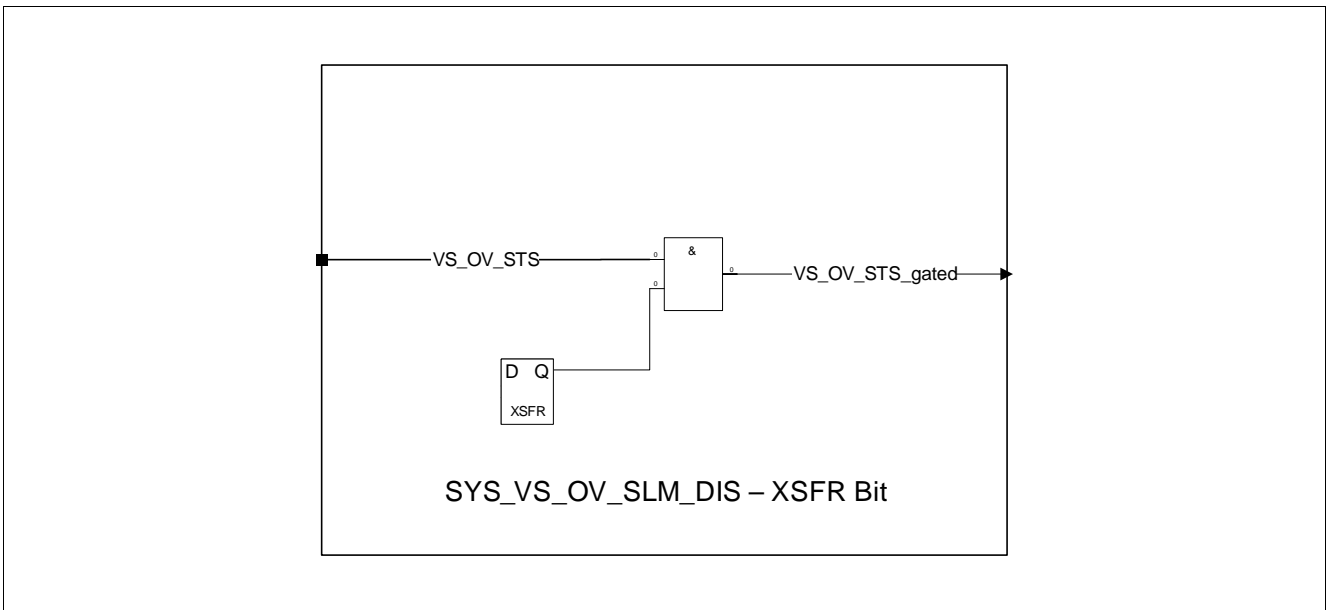 &
VS_OV_STS
0
0
0
VS_OV_STS_gated
D Q
XSFR
SYS_VS_OV_SLM_DIS – XSFR Bit